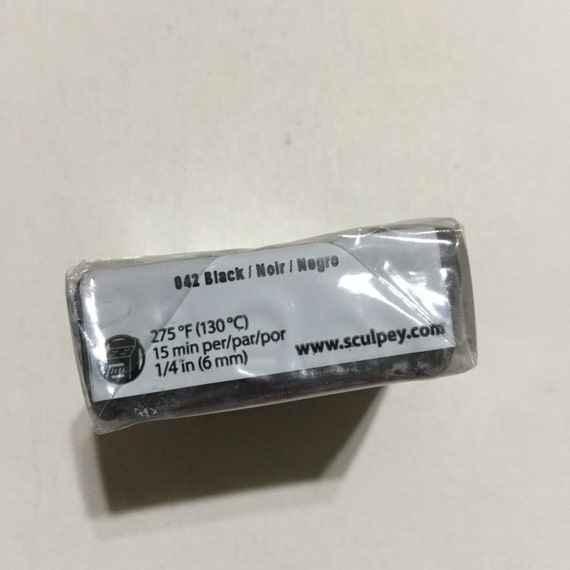 042 Black / Noir / Negro
275 °F (130 °C)
15 min per/par/por
1/4 in (6 mm)
www.sculpey.com